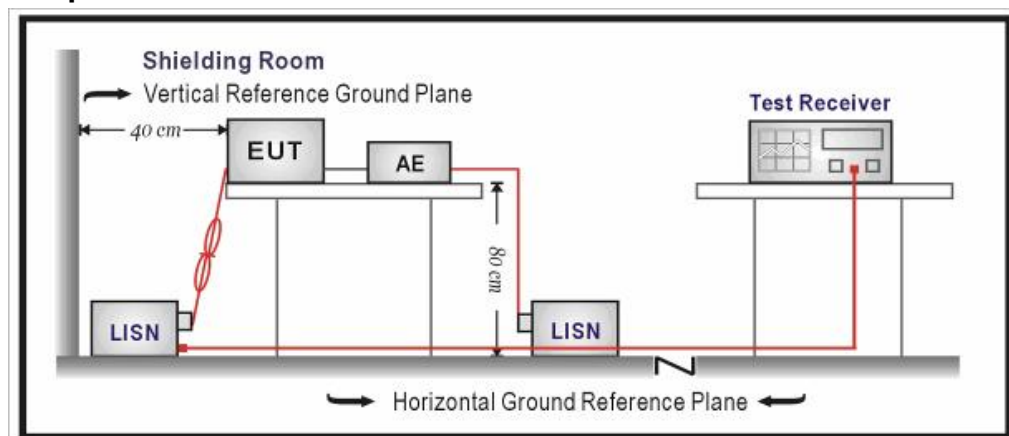 Shielding Room
Vertical Reference Ground Plane
Test Receiver
40 cm
EUT
AE
80 cm
LISN
LISN
Horizontal Ground Reference Plane